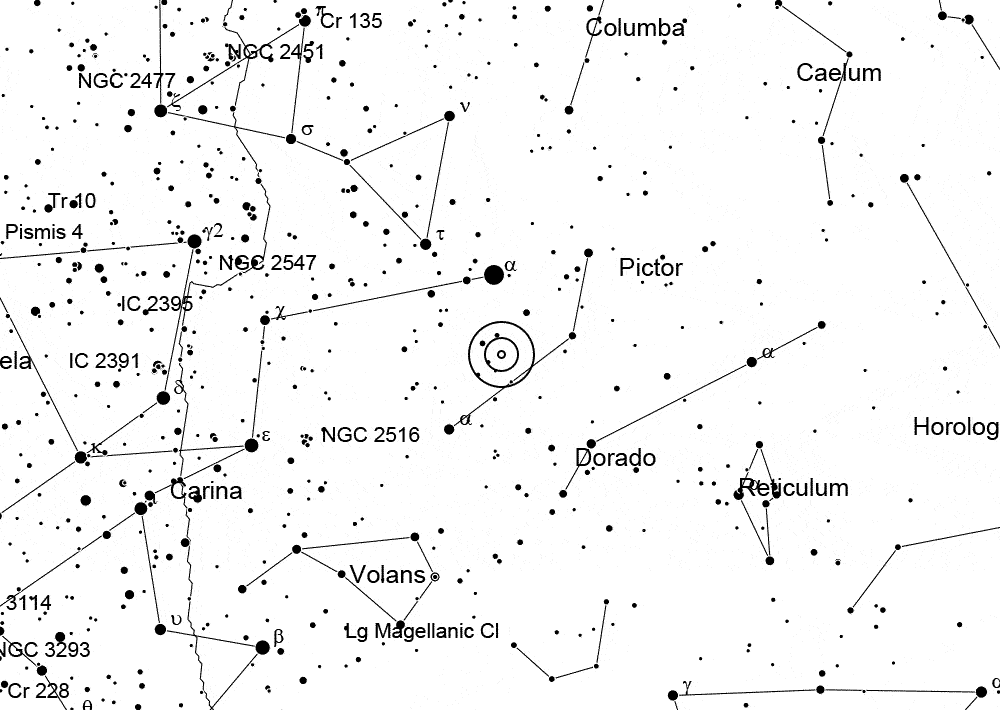 π
Cr 135
Columba
NGC 2451
Caelum
NGC 2477
ξ
ν
σ
Tr 10
Pismis 4
γ2
τ
NGC 2547
α
Pictor
IC 2395
χ
ela
IC 2391
α
δ
α
Horolog
ε
NGC 2516
κ
Dorado
Carina
ι
α
Reticulum
Volans
3114
υ
Lg Magellanic Cl
β
NGC 3293
Cr 228
γ
α
θ